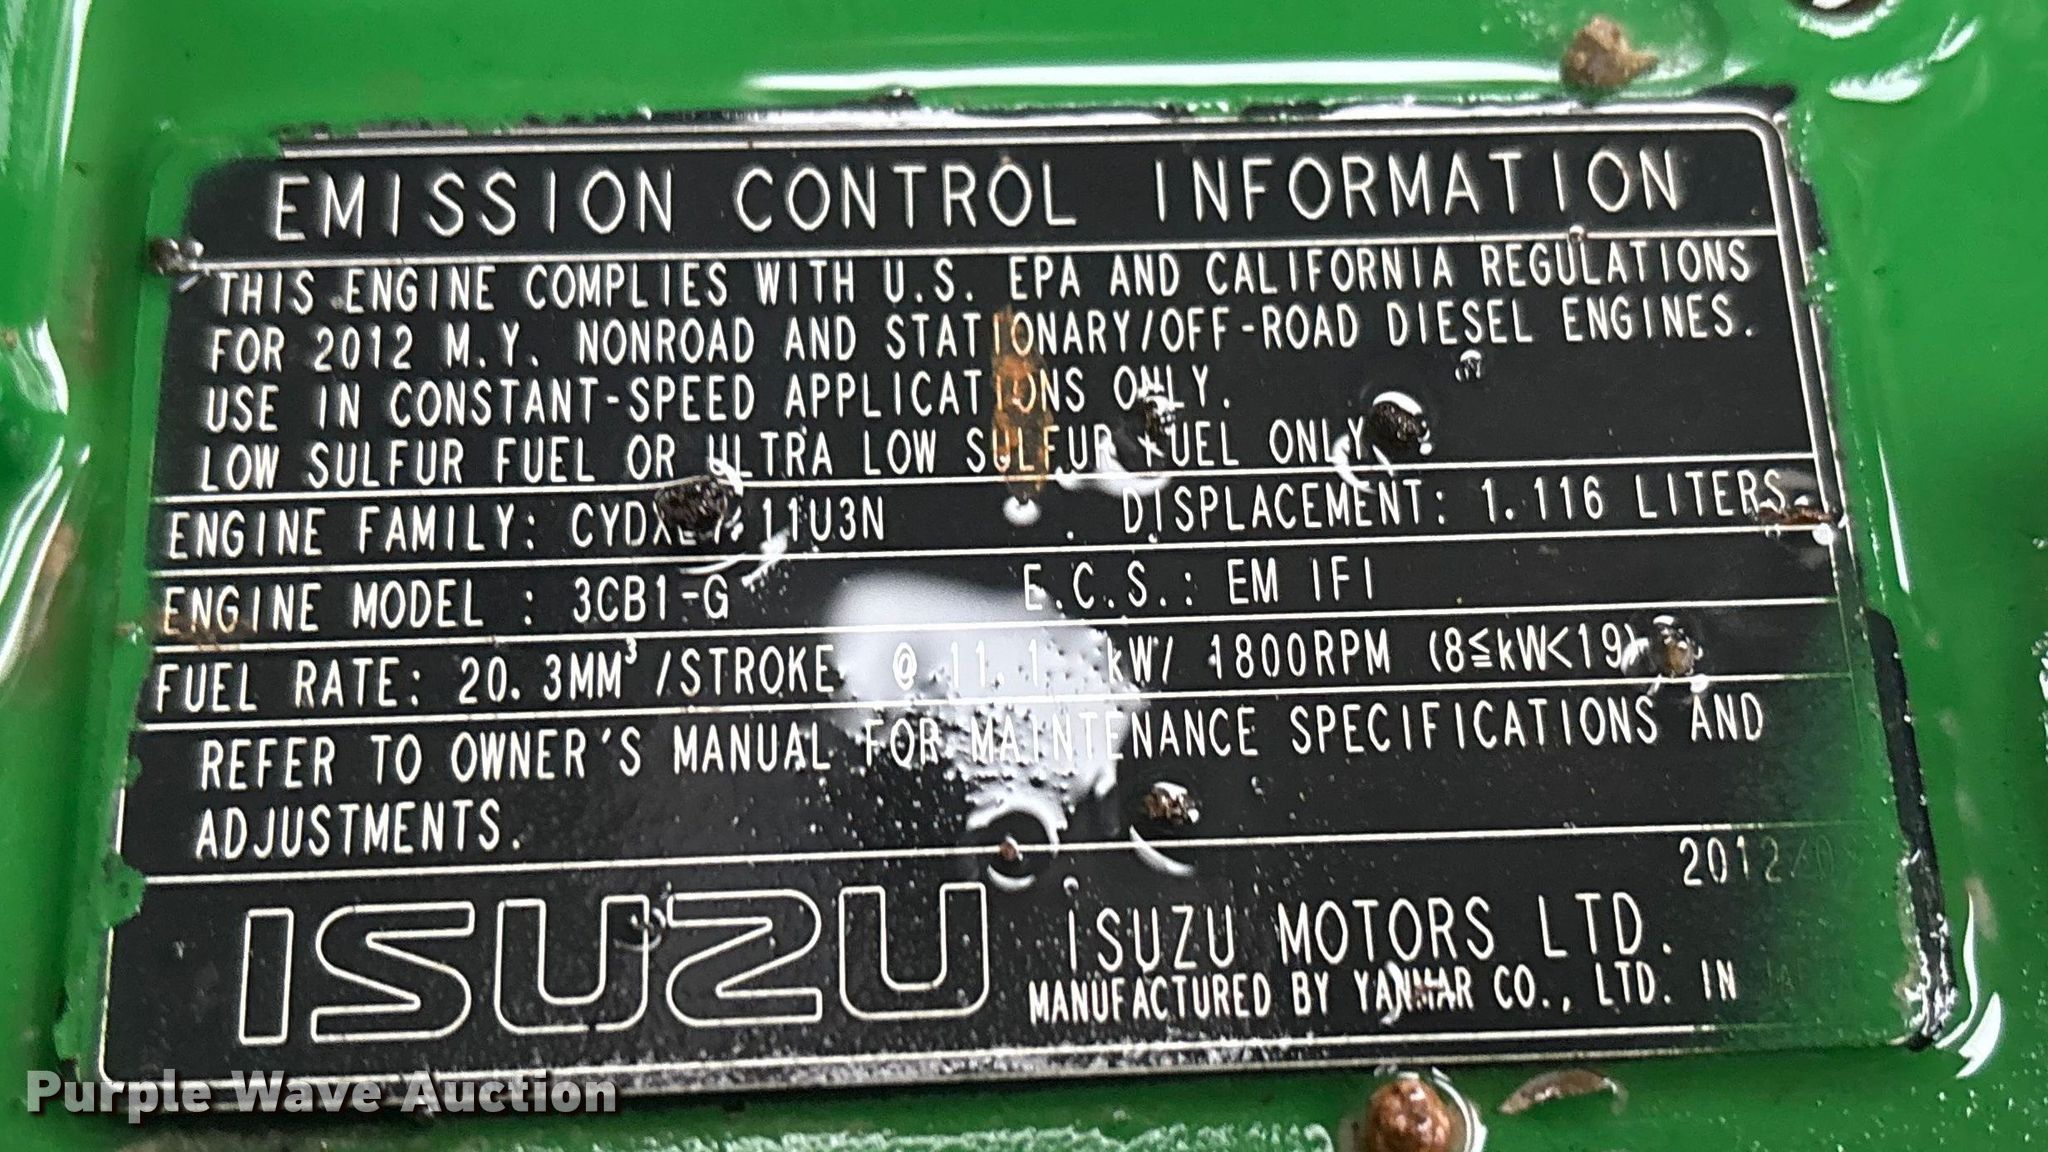 EMISSION CONTROL INFORMATION
THIS ENGINE COMPLIES WITH U.S. EPA AND CALIFORNIA REGULATIONS
FOR 2012 M.Y. NONROAD AND STATIONARY/OFF-ROAD DIESEL ENGINES.
USE IN CONSTANT-SPEED APPLICATIONS ONLY.
LOW SULFUR FUEL OR ULTRA LOW SULFUR FUEL ONLY
ENGINE FAMILY: DISPLACEMENT: 1.116 LITERS
ENGINE MODEL : 3CB1-G E.C.S.: EM IFI
FUEL RATE: 20.3MM³/STROKE @ 11.1 kW/ 1800RPM (8≦kW<19)
REFER TO OWNER'S MANUAL FOR MAINTENANCE SPECIFICATIONS AND
ADJUSTMENTS.
2012/0
ISUZU ISUZU MOTORS LTD.
MANUFACTURED BY YANMAR CO., LTD. IN
Purple Wave Auction